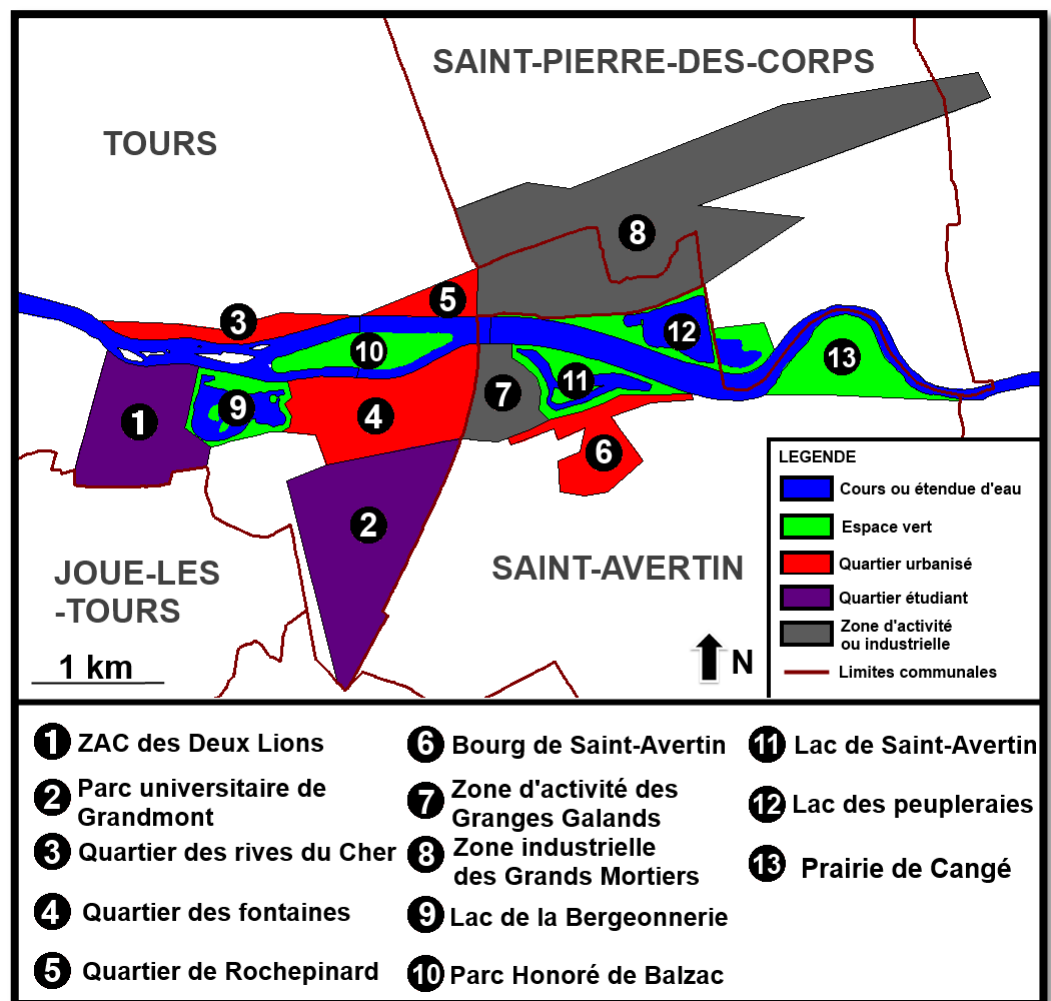 SAINT-PIERRE-DES-CORPS
TOURS
8
5
3
12
10
13
11
7
9
1
4
6
2
JOUE-LES
-TOURS
SAINT-AVERTIN
1 km
N
LEGENDE
Cours ou étendue d'eau
Espace vert
Quartier urbanisé
Quartier étudiant
Zone d'activité
ou industrielle
Limites communales
1 ZAC des Deux Lions
2 Parc universitaire de
Grandmont
3 Quartier des rives du Cher
4 Quartier des fontaines
5 Quartier de Rochepinard
6 Bourg de Saint-Avertin
7 Zone d'activité des
Granges Galands
8 Zone industrielle
des Grands Mortiers
9 Lac de la Bergeonnerie
10 Parc Honoré de Balzac
11 Lac de Saint-Avertin
12 Lac des peupleraies
13 Prairie de Cangé